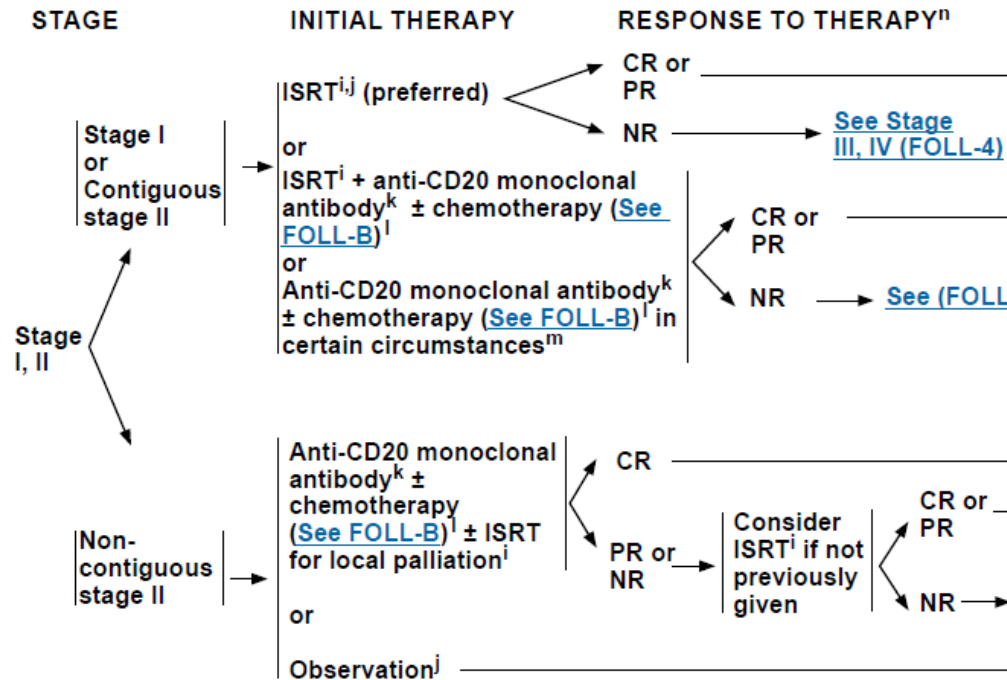 STAGE
INITIAL THERAPY
RESPONSE TO THERAPYⁿ
Stage
I, II
Stage I
or
Contiguous
stage II
ISRTⁱ,ʲ (preferred)
or
ISRTⁱ + anti-CD20 monoclonal
antibodyᵏ ± chemotherapy (See
FOLL-B)ˡ
or
Anti-CD20 monoclonal antibodyᵏ
± chemotherapy (See FOLL-B)ˡ in
certain circumstancesᵐ
CR or
PR
NR
See Stage
III, IV (FOLL-4)
CR or
PR
NR
See (FOLL
Non-
contiguous
stage II
Anti-CD20 monoclonal
antibodyᵏ ±
chemotherapy
(See FOLL-B)ˡ ± ISRT
for local palliationⁱ
or
Observationʲ
CR
PR or
NR
Consider
ISRTⁱ if not
previously
given
CR or
PR
NR